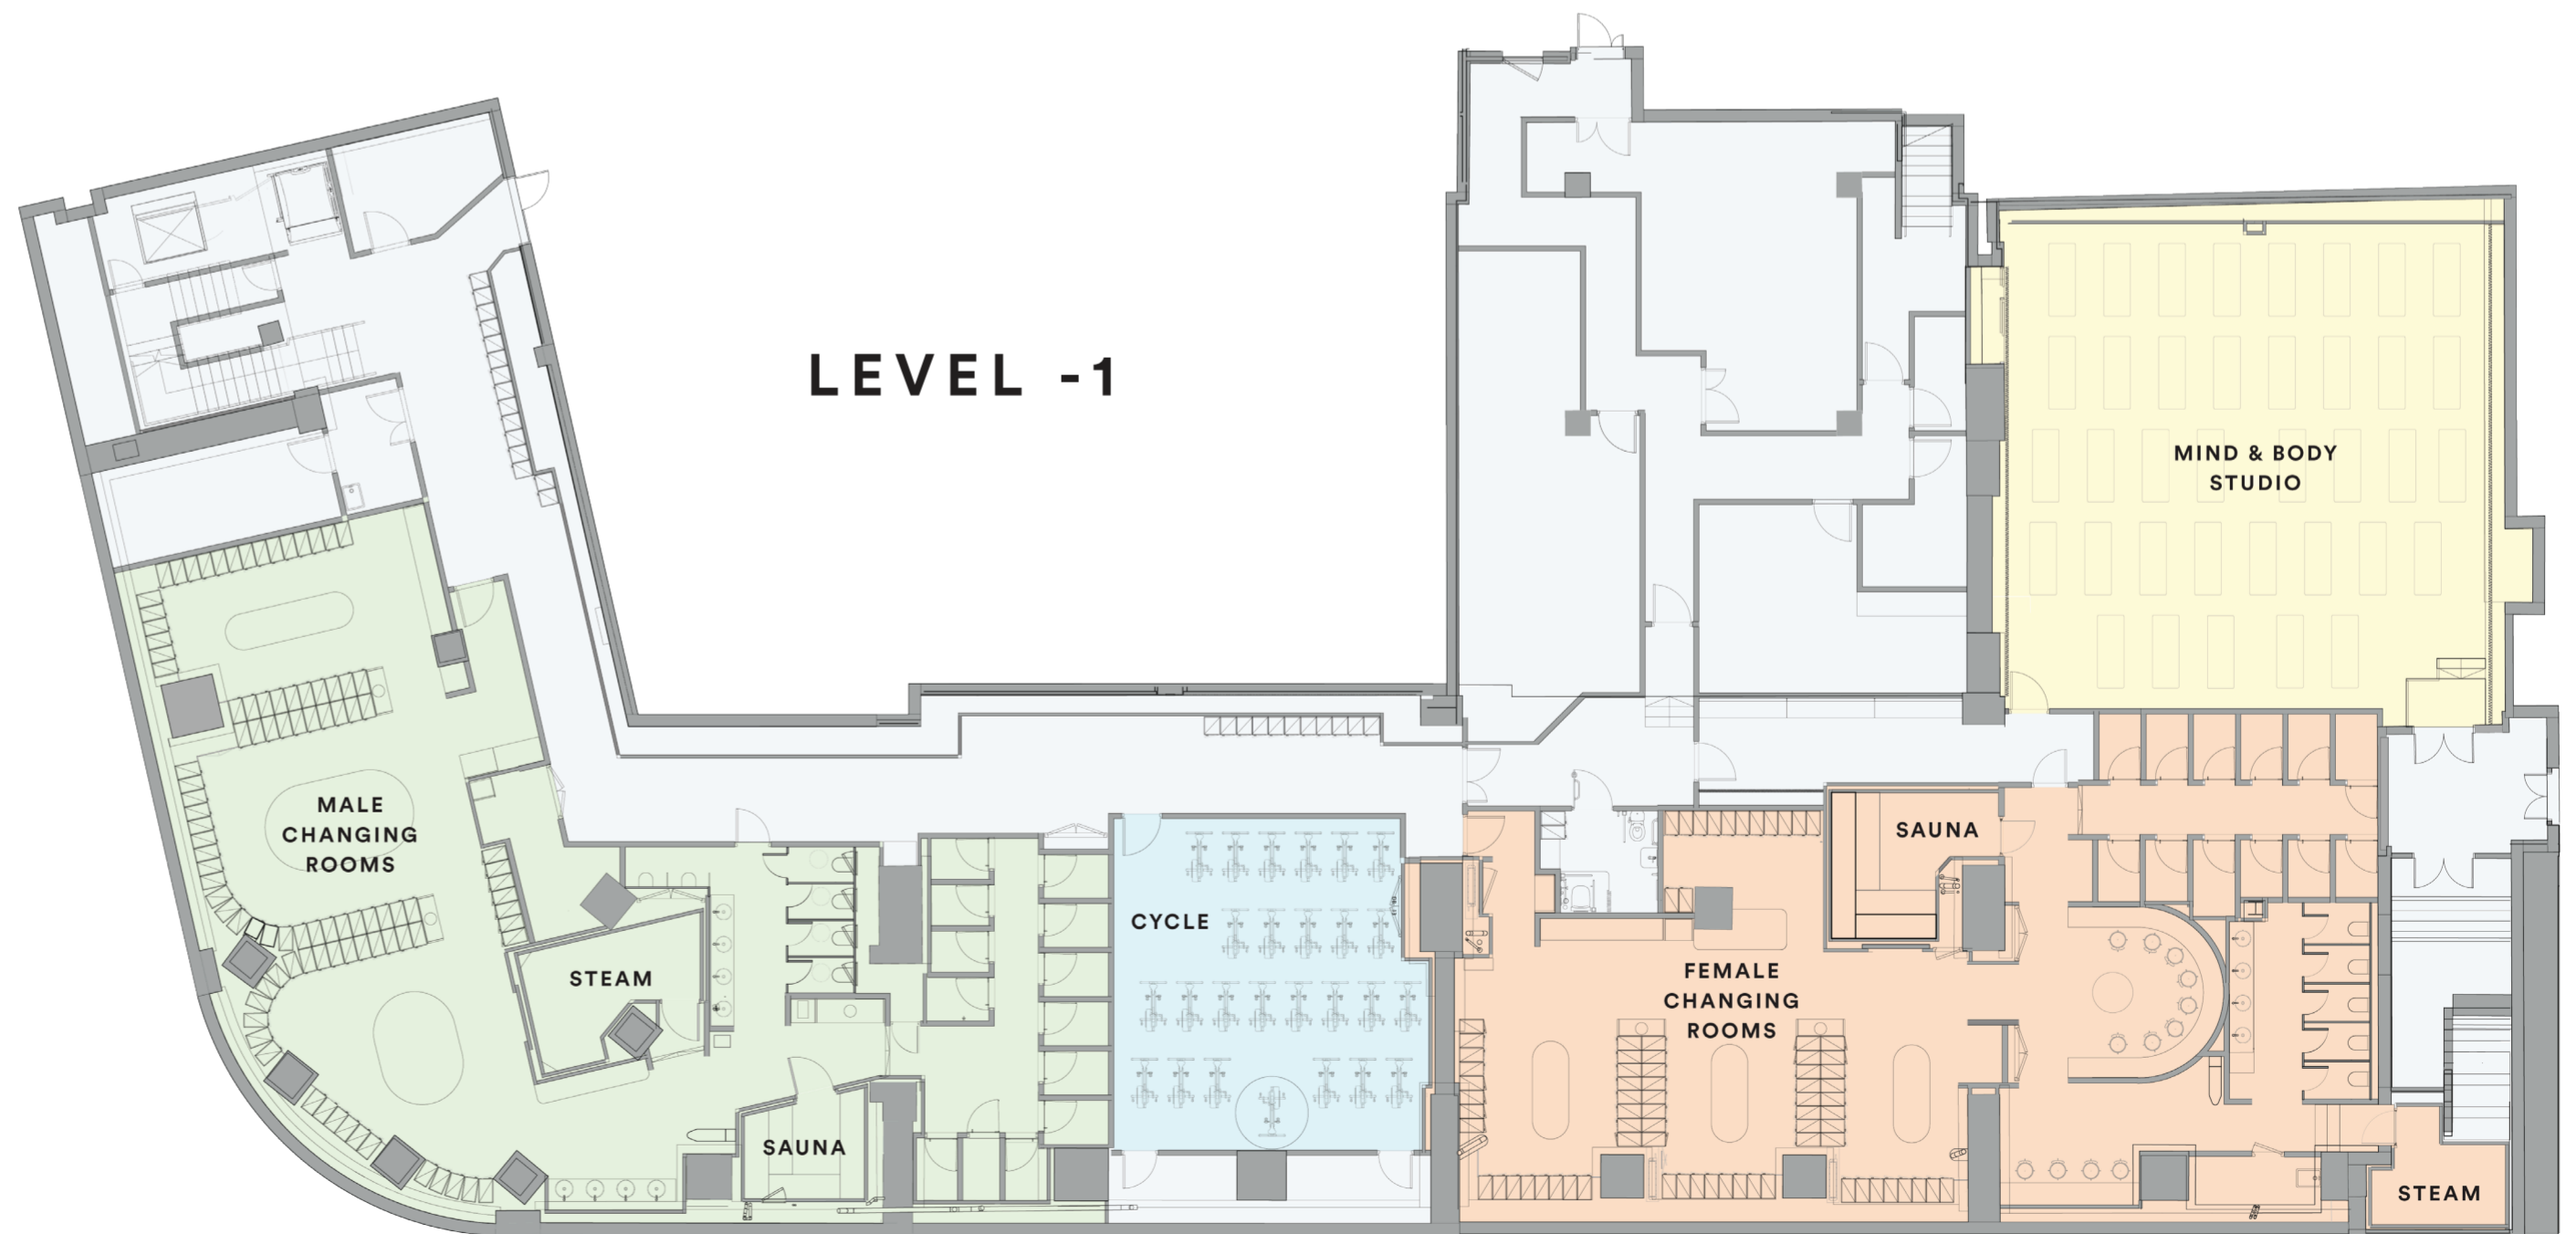 LEVEL -1
MIND & BODY
STUDIO
MALE
CHANGING
ROOMS
STEAM
SAUNA
CYCLE
FEMALE
CHANGING
ROOMS
SAUNA
STEAM